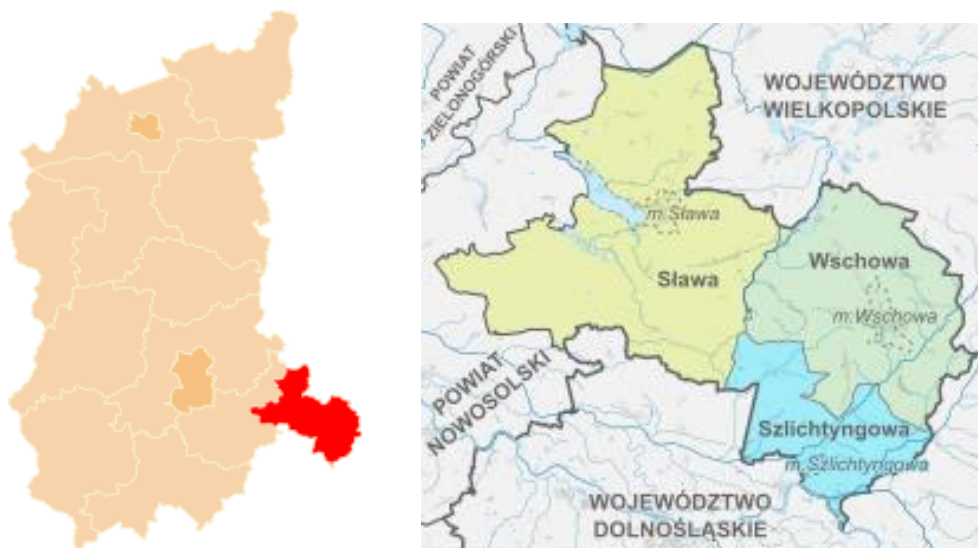 POWIAT
ZIELONOGÓRSKI
WOJEWÓDZTWO
WIELKOPOLSKIE
m.Sława
Sława
Wschowa
m.Wschowa
POWIAT
NOWOSOLSKI
Szlichtyngowa
m.Szlichtyngowa
WOJEWÓDZTWO
DOLNOŚLĄSKIE